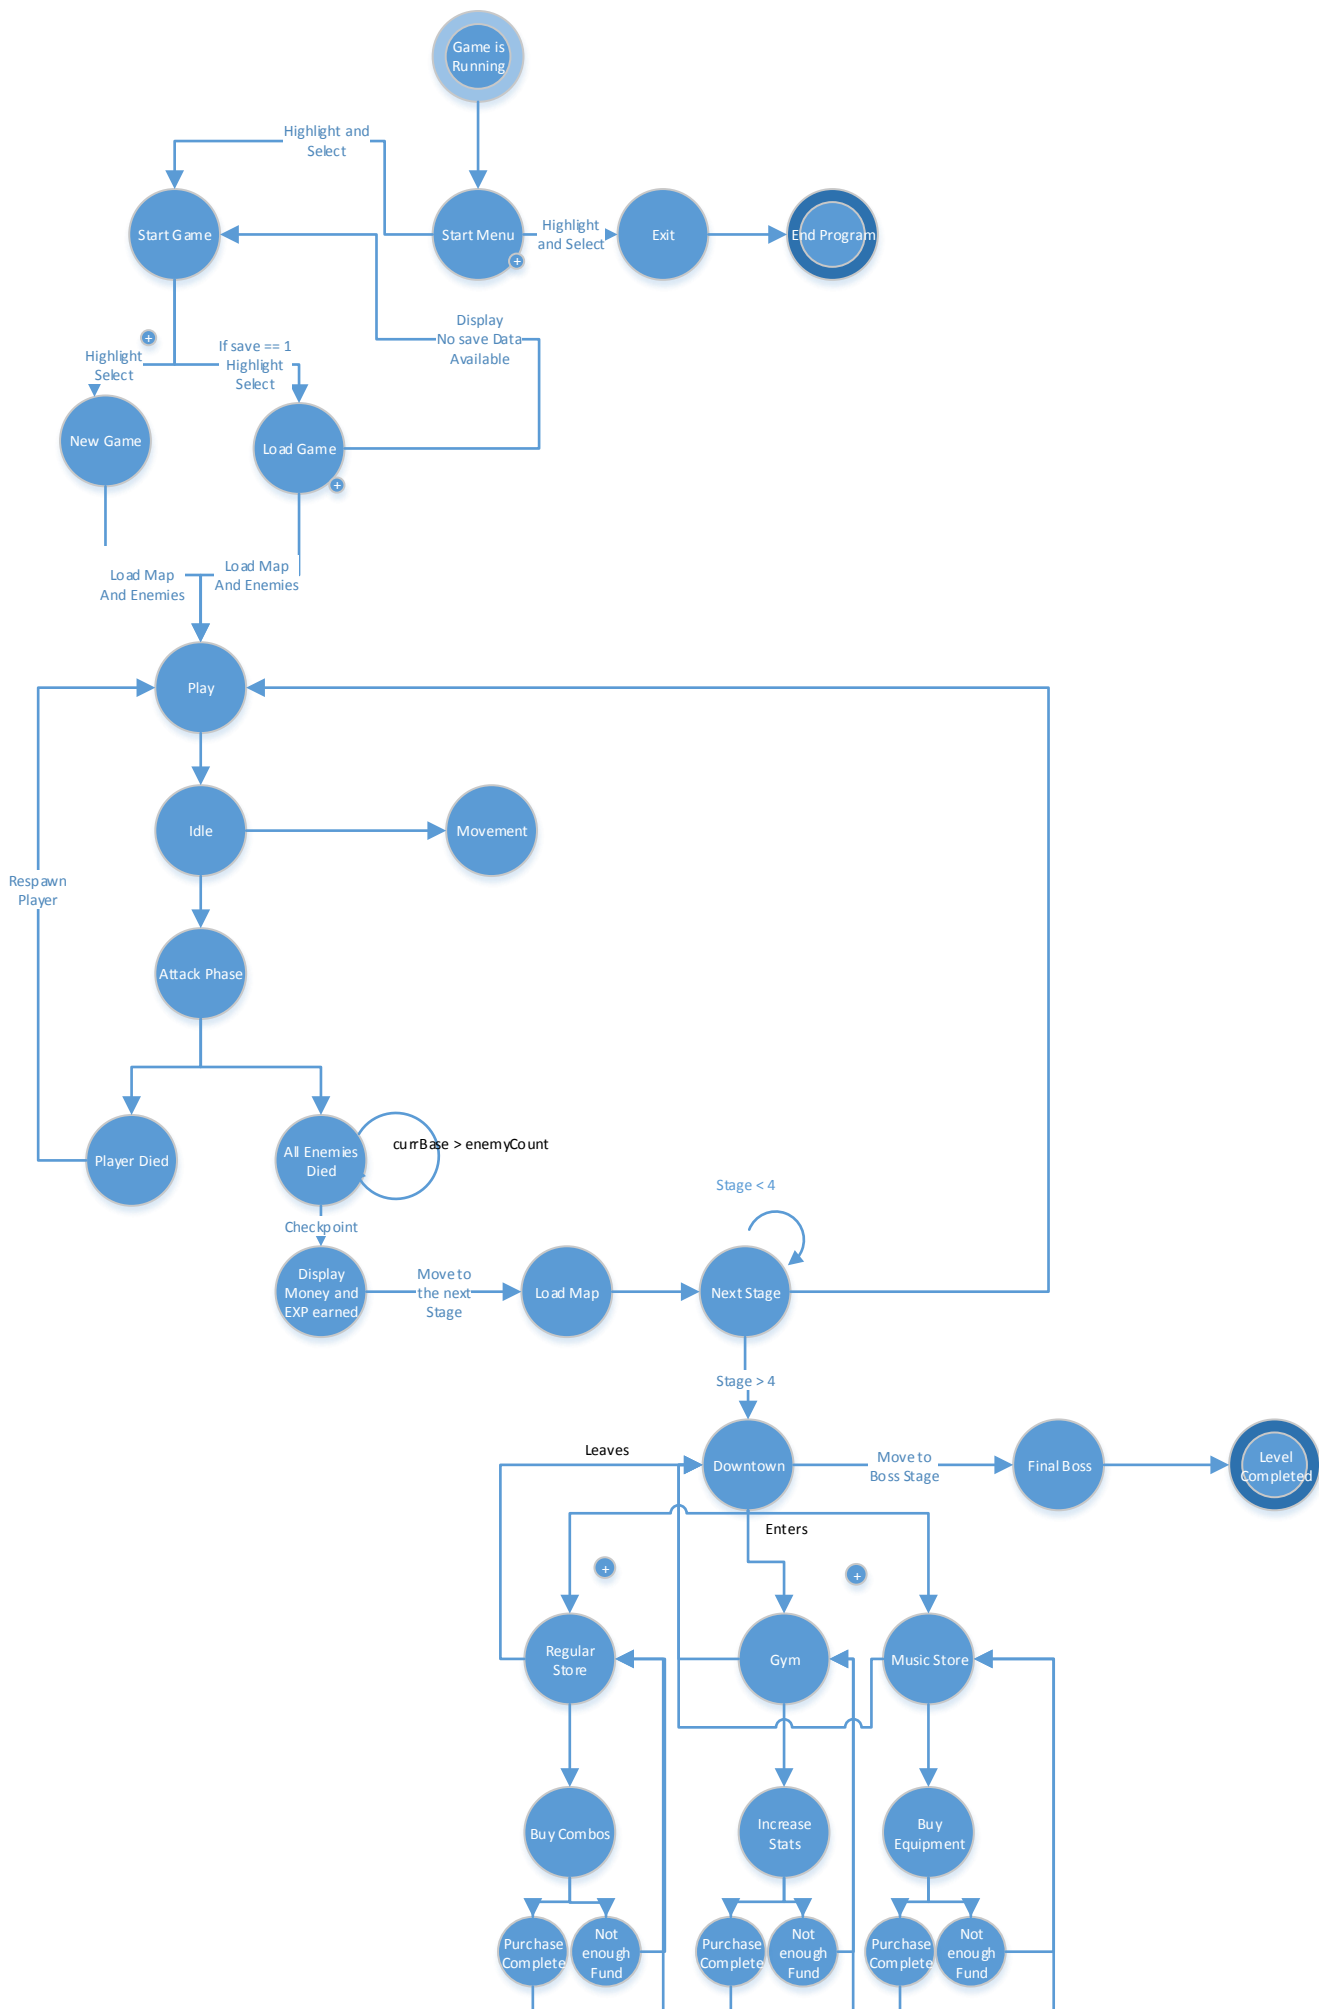 Game is
Running
Highlight and
Select
Start Game
Start Menu
Highlight
and Select
Exit
End Program
+
Display
No save Data
Available
+
Highlight
Select
If save == 1
Highlight
Select
New Game
Load Game
+
Load Map
And Enemies
Load Map
And Enemies
Play
Idle
Movement
Respawn
Player
Attack Phase
Player Died
All Enemies
Died
currBase > enemyCount
Checkpoint
Stage < 4
Display
Money and
EXP earned
Move to
the next
Stage
Load Map
Next Stage
Stage > 4
Leaves
Downtown
Move to
Boss Stage
Final Boss
Level
Completed
Enters
+
+
Regular
Store
Gym
Music Store
Buy Combos
Increase
Stats
Buy
Equipment
Purchase
Complete
Not
enough
Fund
Purchase
Complete
Not
enough
Fund
Purchase
Complete
Not
enough
Fund